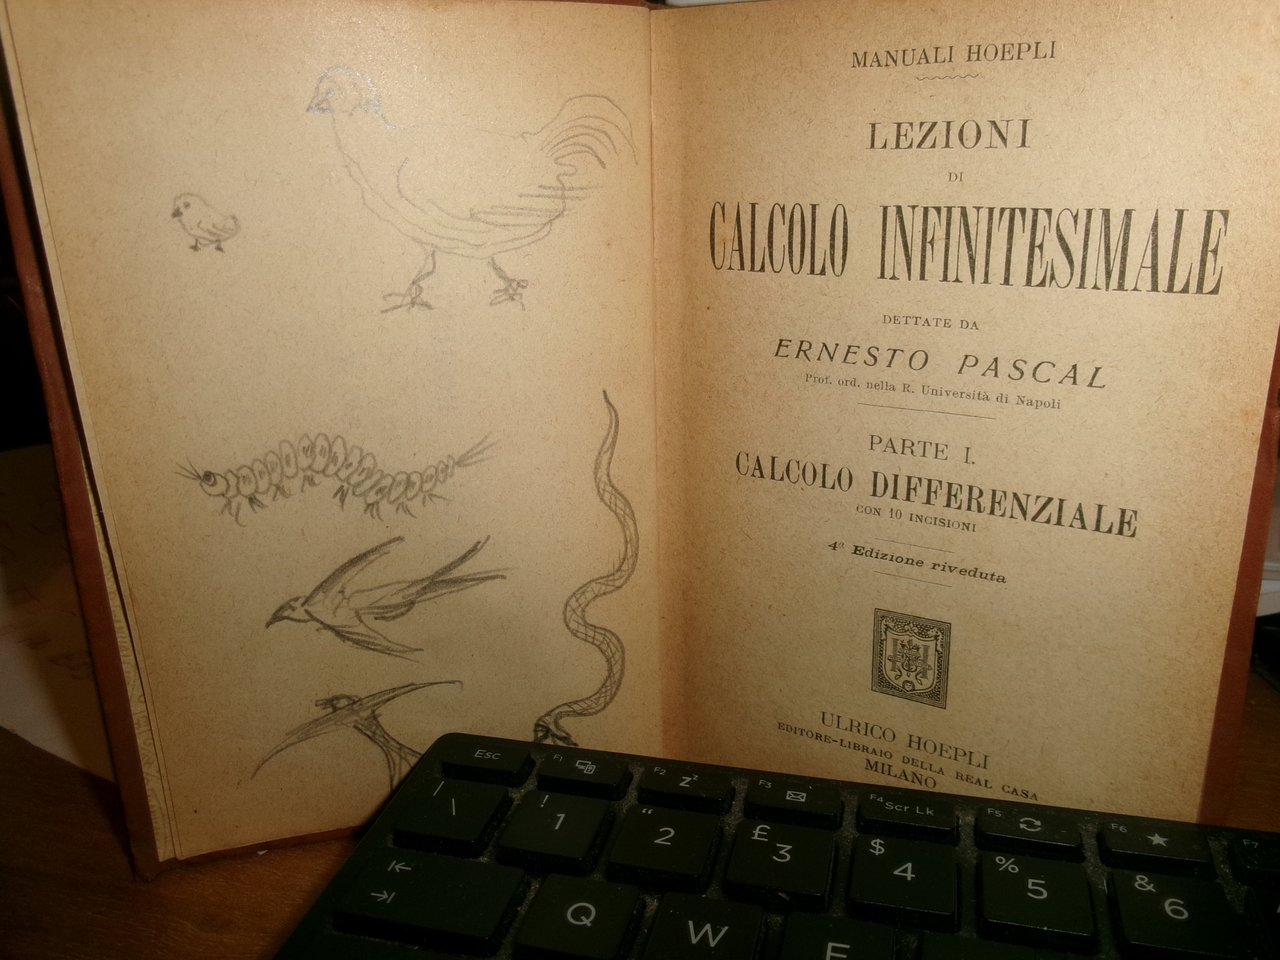 MANUALI HOEPLI
LEZIONI
DI
CALCOLO INFINITESIMALE
DETTATE DA
ERNESTO PASCAL
Prof. ord. nella R. Università di Napoli
PARTE I.
CALCOLO DIFFERENZIALE
CON 10 INCISIONI
4ª Edizione riveduta
ULRICO HOEPLI
EDITORE-LIBRAIO DELLA REAL CASA
MILANO
Esc F1 F2 zz F3 F4 Scr Lk F5 F6 F7
| \ ! 1 " 2 £ 3 $ 4 % 5 & 6
Q W E